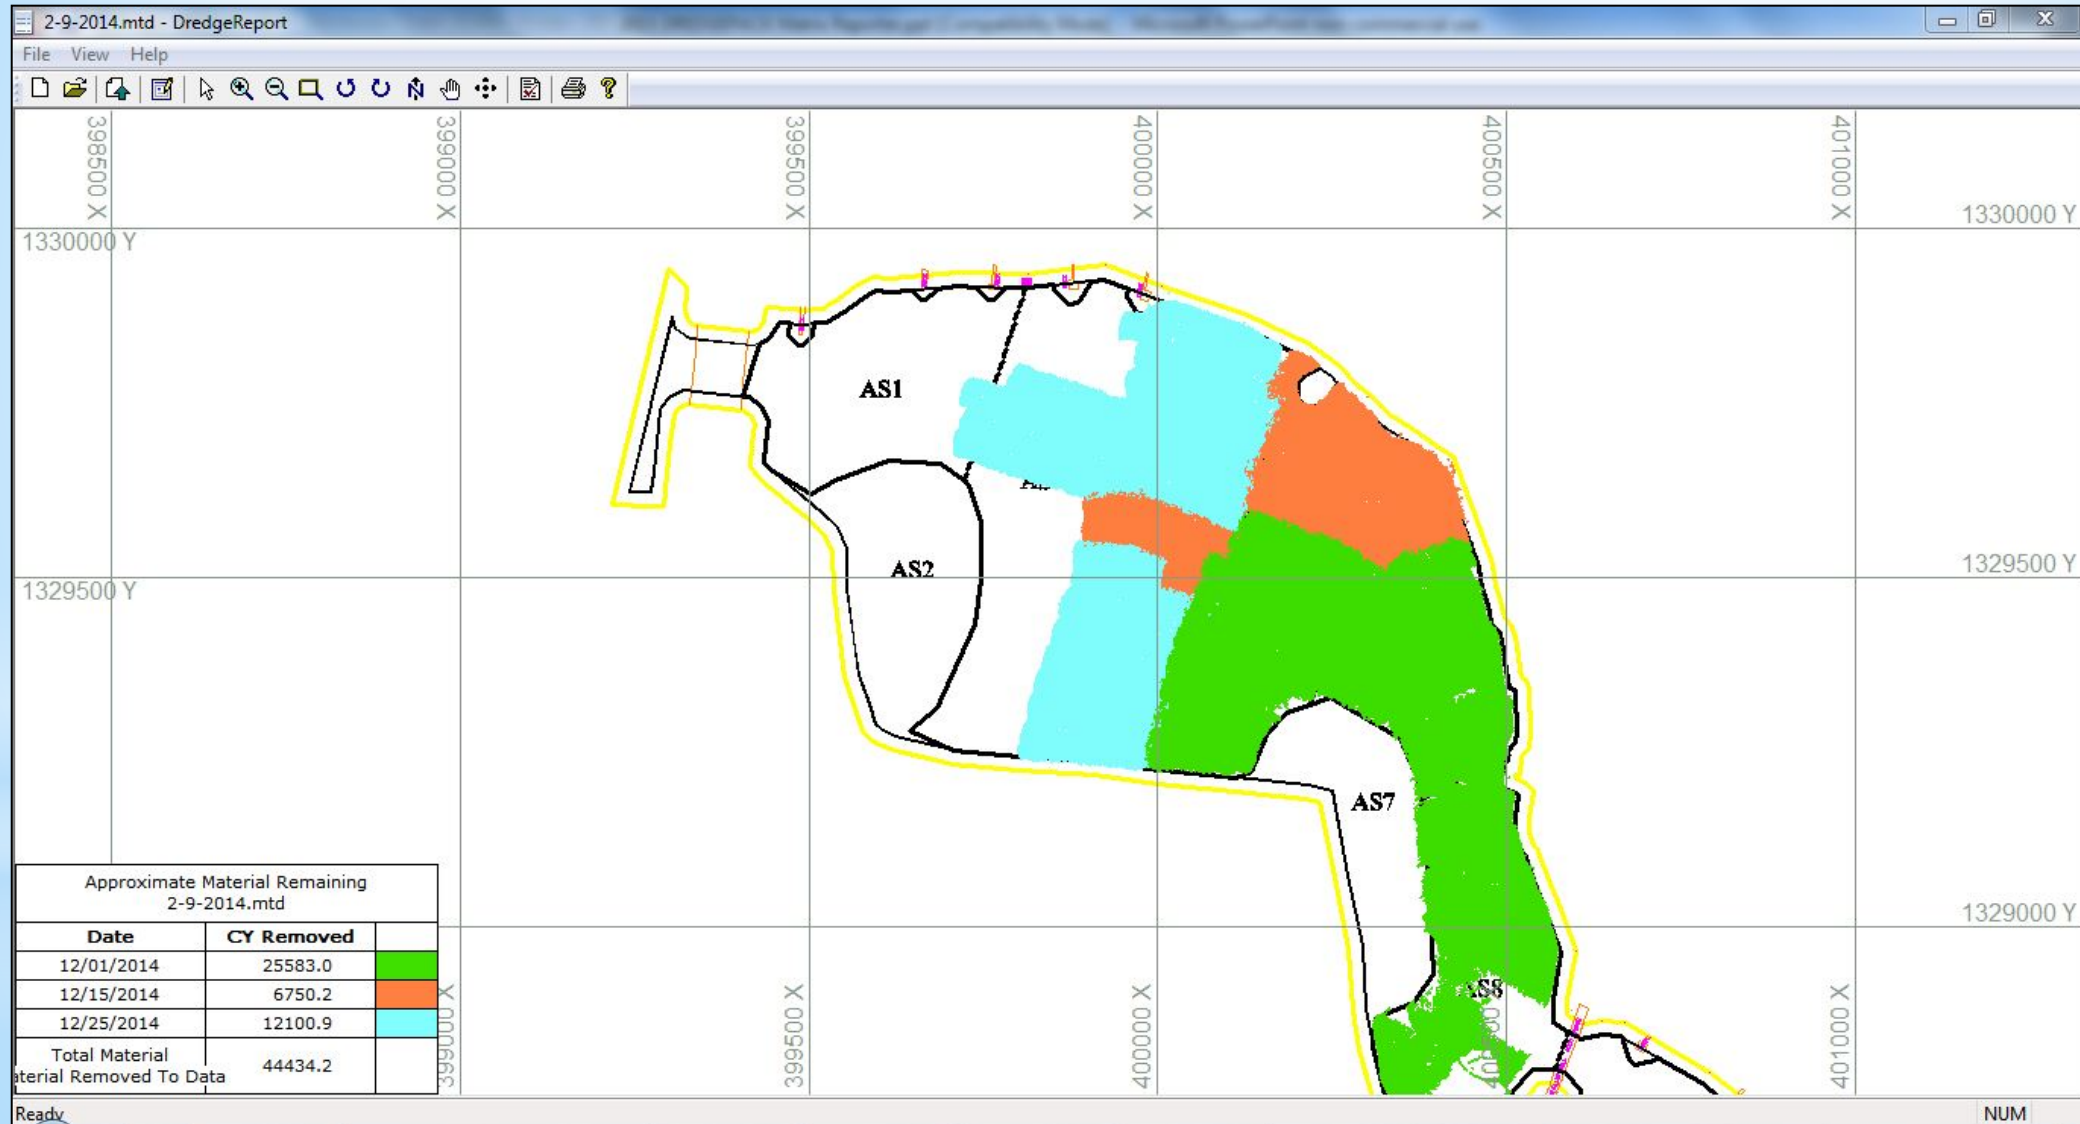 2-9-2014.mtd - DredgeReport
File View Help
398500 X
399000 X
399500 X
400000 X
400500 X
401000 X
1330000 Y
1330000 Y
AS1
AS2
1329500 Y
1329500 Y
AS7
1329000 Y
AS8
Approximate Material Remaining
2-9-2014.mtd
Date CY Removed
12/01/2014 25583.0
12/15/2014 6750.2
12/25/2014 12100.9
Total Material 44434.2
aterial Removed To Data
399000 X
399500 X
400000 X
400500 X
401000 X
Ready
NUM